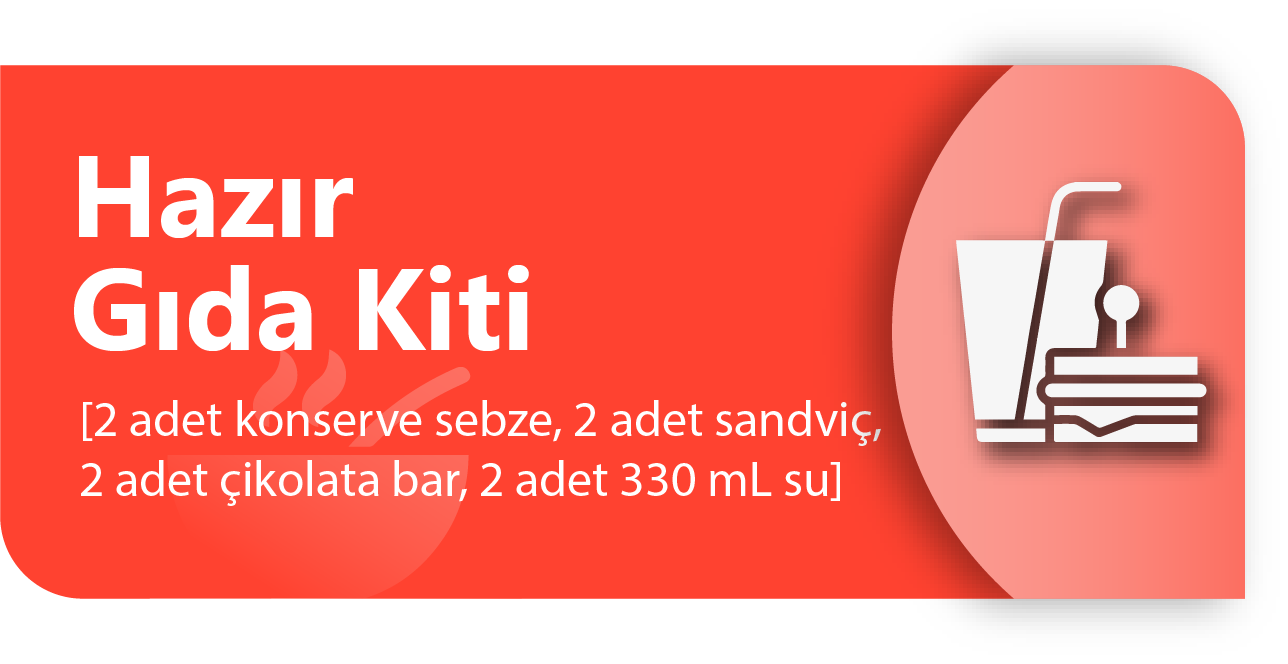 Hazır
Gıda Kiti
[2 adet konserve sebze, 2 adet sandviç,
2 adet çikolata bar, 2 adet 330 mL su]